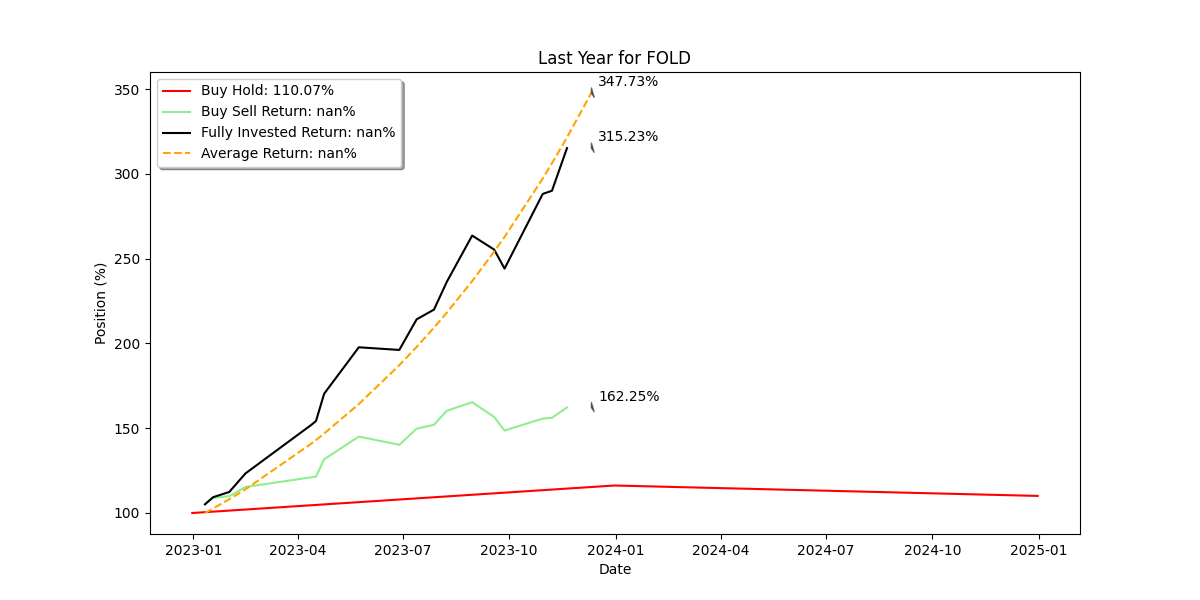 Last Year for FOLD
347.73%
350
Buy Hold: 110.07%
Buy Sell Return: nan%
Fully Invested Return: nan%
Average Return: nan%
315.23%
300
250
Position (%)
200
162.25%
150
100
2023-01 2023-04 2023-07 2023-10 2024-01 2024-04 2024-07 2024-10 2025-01
Date